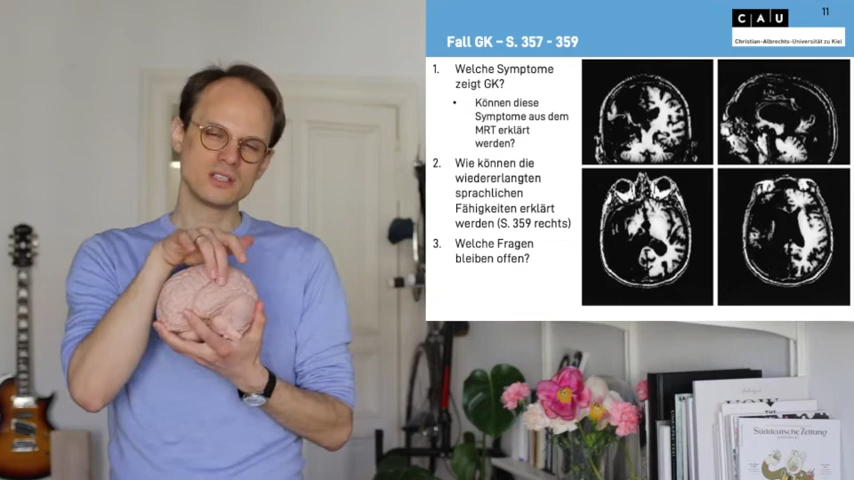 Fall GK – S. 357 - 359
CAU
11
Christian-Albrechts-Universität zu Kiel
1. Welche Symptome
zeigt GK?
• Können diese
Symptome aus dem
MRT erklärt
werden?
2. Wie können die
wiedererlangten
sprachlichen
Fähigkeiten erklärt
werden (S. 359 rechts)
3. Welche Fragen
bleiben offen?
Süddeutsche Zeitung